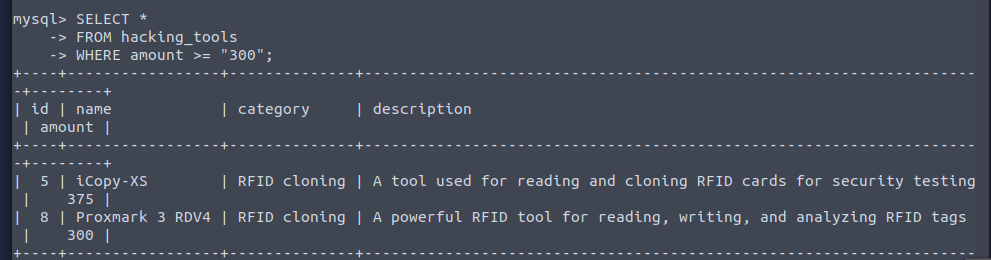 mysql> SELECT *
    -> FROM hacking_tools
    -> WHERE amount >= "300";
+----+-----------------+--------------+--------------------------------------------------------------------
-+--------+
| id | name            | category     | description
 | amount |
+----+-----------------+--------------+--------------------------------------------------------------------
-+--------+
|  5 | iCopy-XS        | RFID cloning | A tool used for reading and cloning RFID cards for security testing
 |    375 |
|  8 | Proxmark 3 RDV4 | RFID cloning | A powerful RFID tool for reading, writing, and analyzing RFID tags
 |    300 |
+----+-----------------+--------------+--------------------------------------------------------------------